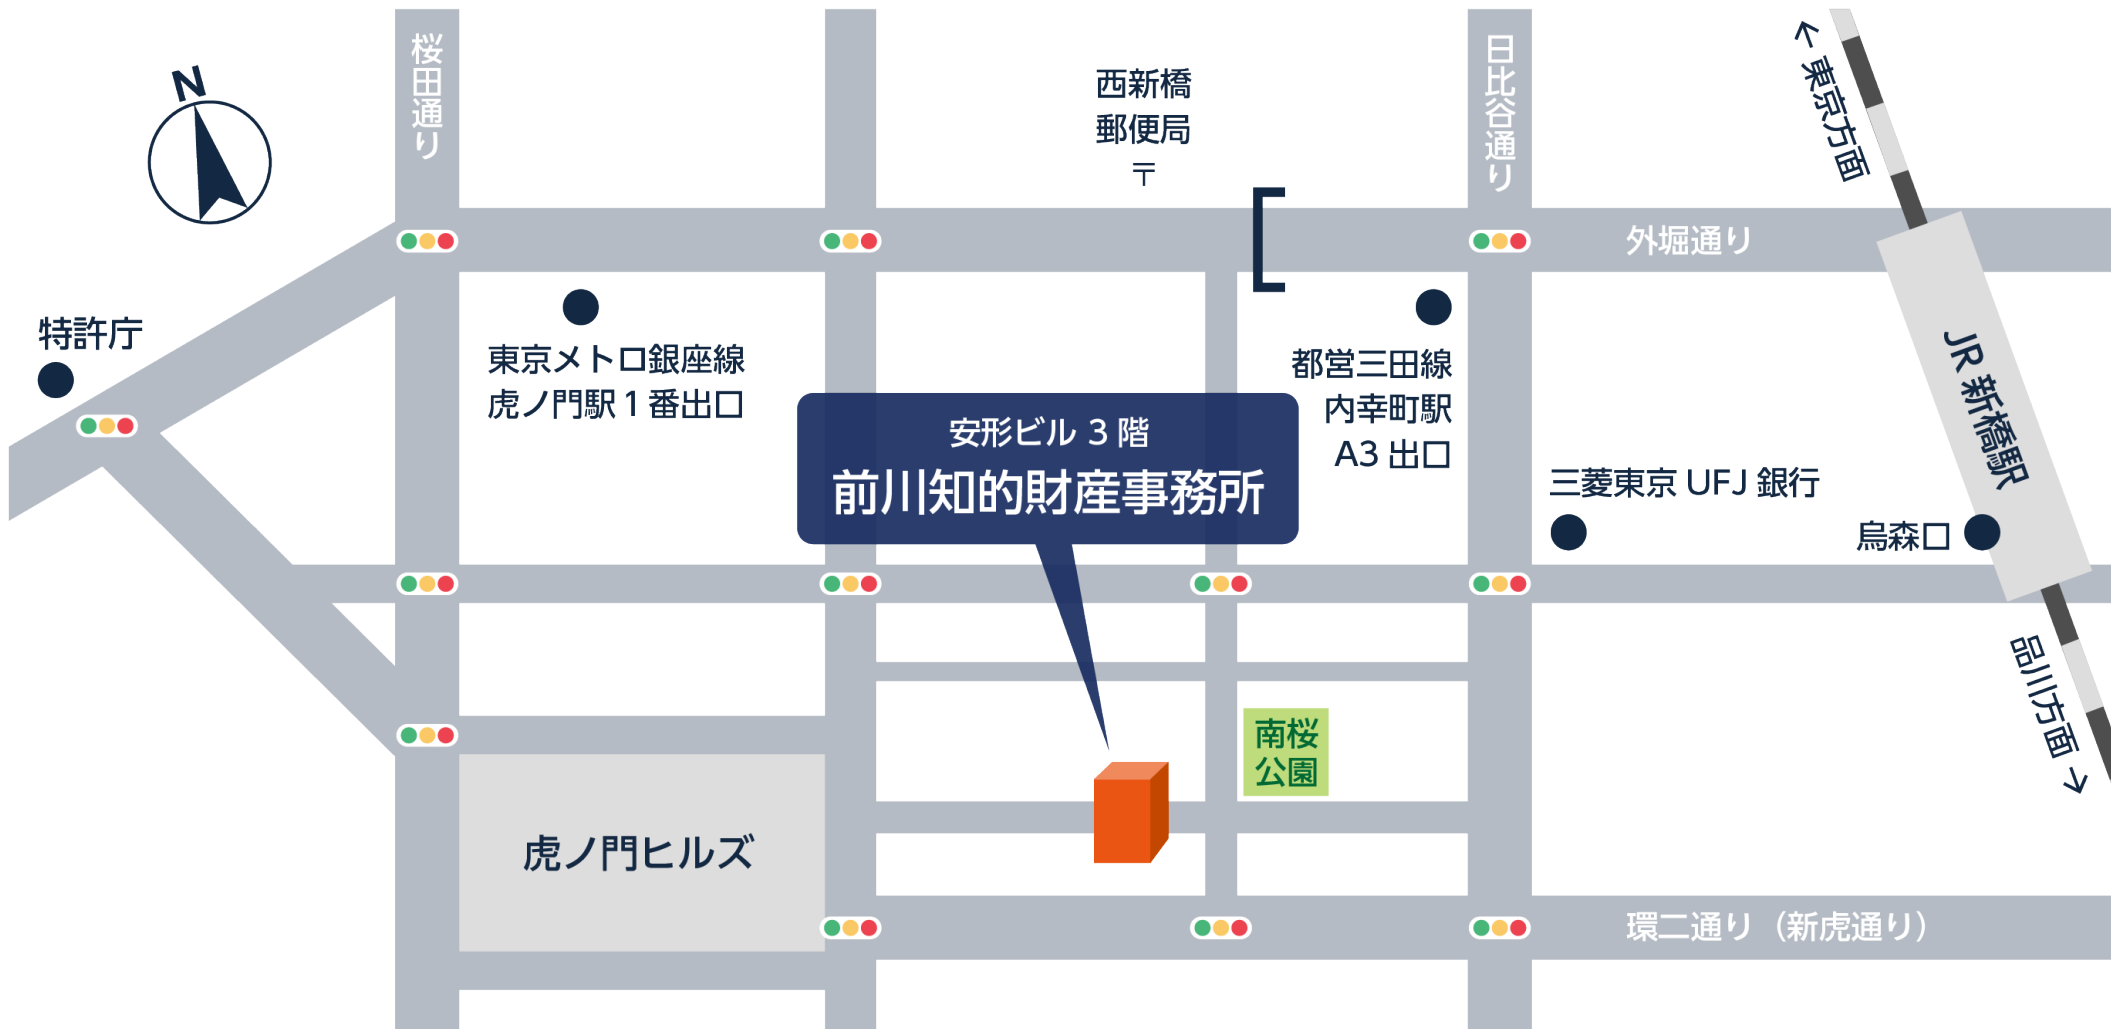 N
桜田通り
西新橋
郵便局
〒
日比谷通り
← 東京方面
外堀通り
特許庁
東京メトロ銀座線
虎ノ門駅 1 番出口
都営三田線
内幸町駅
A3 出口
JR 新橋駅
安形ビル 3 階
前川知的財産事務所
三菱東京 UFJ 銀行
烏森口
品川方面 →
南桜
公園
虎ノ門ヒルズ
環二通り（新虎通り）